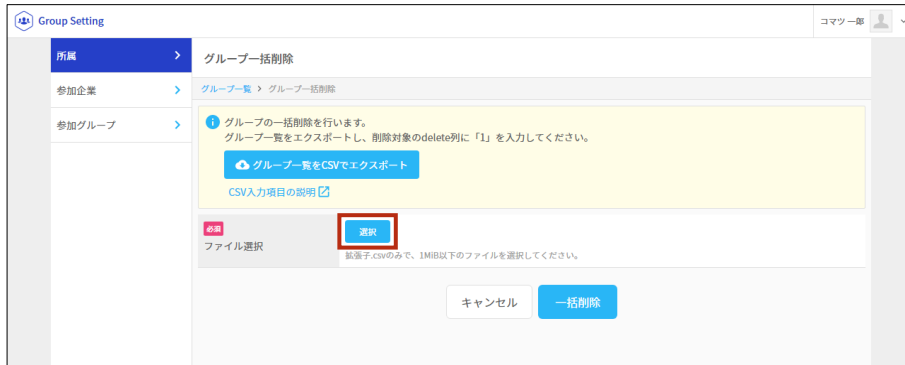 Group Setting
コマツ 一郎
所属
参加企業
参加グループ
グループ一括削除
グループ一覧 > グループ一括削除
グループの一括削除を行います。
グループ一覧をエクスポートし、削除対象のdelete列に「1」を入力してください。
グループ一覧をCSVでエクスポート
CSV入力項目の説明
必須
ファイル選択
選択
拡張子.csvのみで、1MiB以下のファイルを選択してください。
キャンセル
一括削除